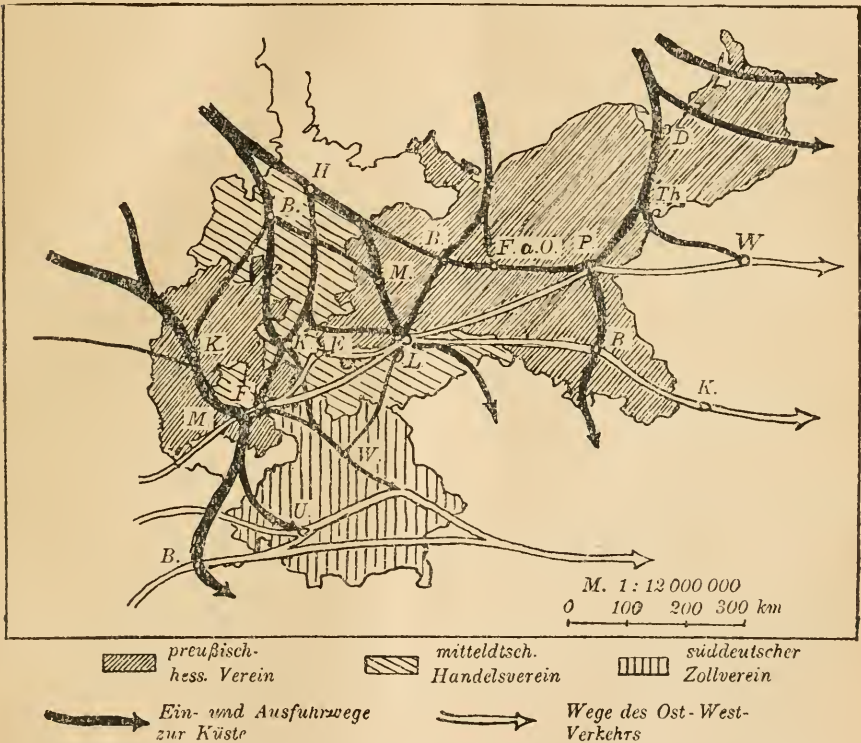 H
D
Th
B.
B.
F. a. O.
P.
W
M.
K.
K.
E.
L
B
K.
F.
M.
W.
U.
B.
M. 1 : 12 000 000
0 100 200 300 km
preußisch-
hess. Verein
mitteldtsch.
Handelsverein
süddeutscher
Zollverein
Ein- und Ausfuhrwege
zur Küste
Wege des Ost-West-
Verkehrs